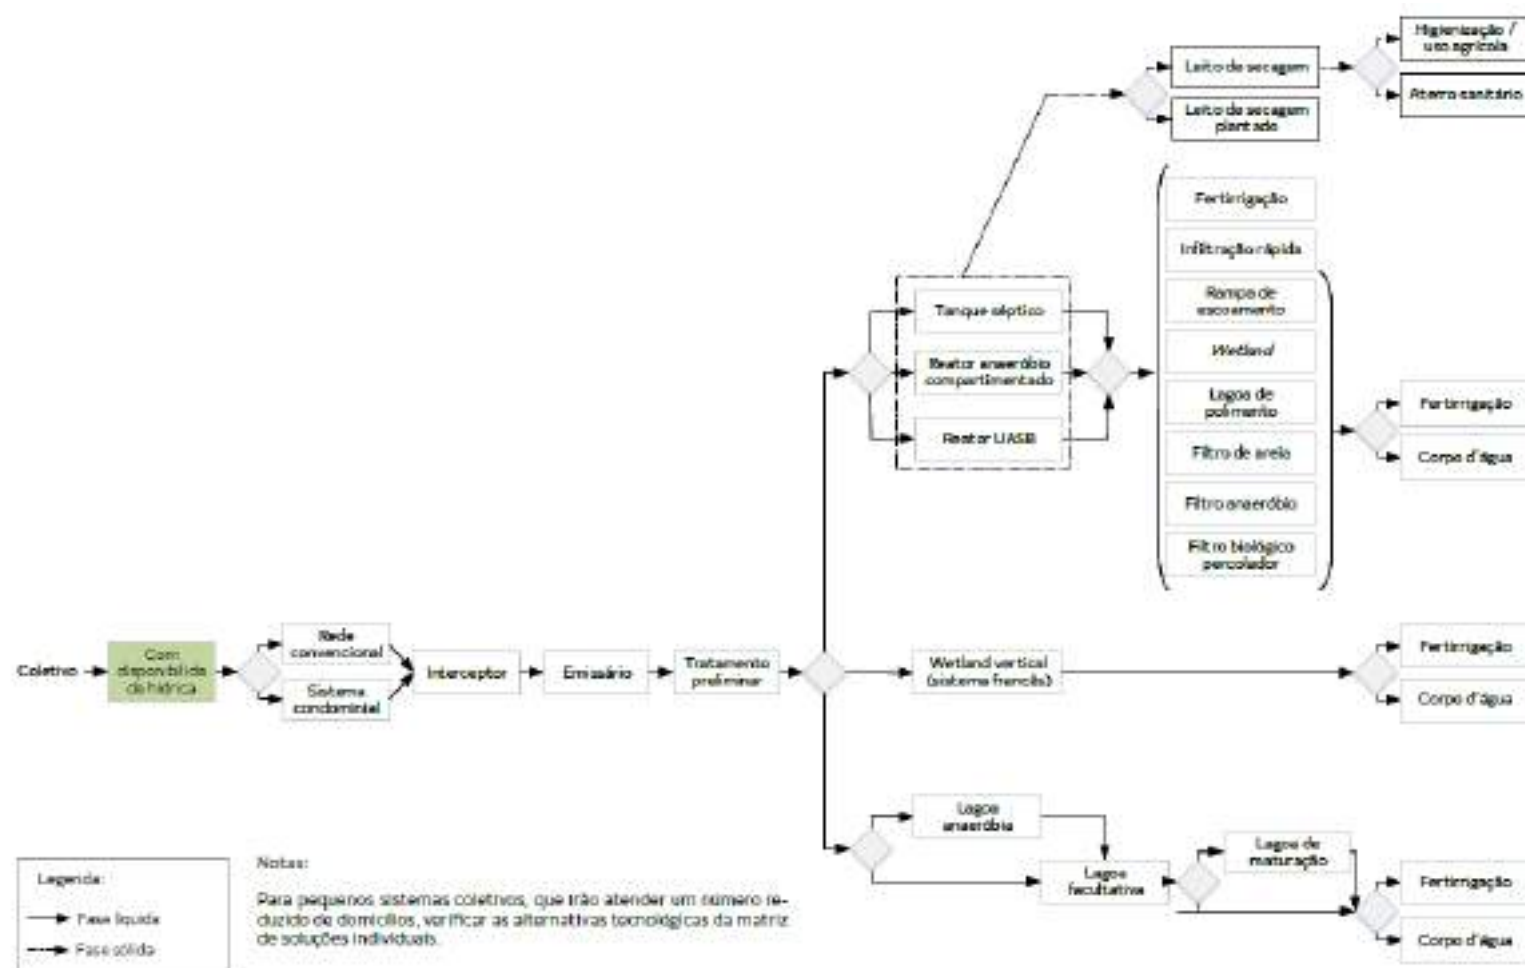 Higienização /
uso agrícola
Leito de secagem
Aterro sanitário
Leito de secagem
plantado
Fertirrigação
Infiltração rápida
Rampa de
escoamento
Wetland
Lagoa de
polimento
Filtro de areia
Filtro anaeróbio
Filtro biológico
percolador
Tanque séptico
Reator anaeróbio
compartimentado
Reator UASB
Fertirrigação
Corpo d'água
Coletivo
Com
disponibilida
de hídrica
Rede
convencional
Sistema
condominial
Interceptor
Emissário
Tratamento
preliminar
Wetland vertical
(sistema francês)
Fertirrigação
Corpo d'água
Lagoa
anaeróbia
Lagoa
facultativa
Lagoa de
maturação
Fertirrigação
Corpo d'água
Legenda:
Fase líquida
Fase sólida
Notas:
Para pequenos sistemas coletivos, que irão atender um número re-
duzido de domicílios, verificar as alternativas tecnológicas da matriz
de soluções individuais.